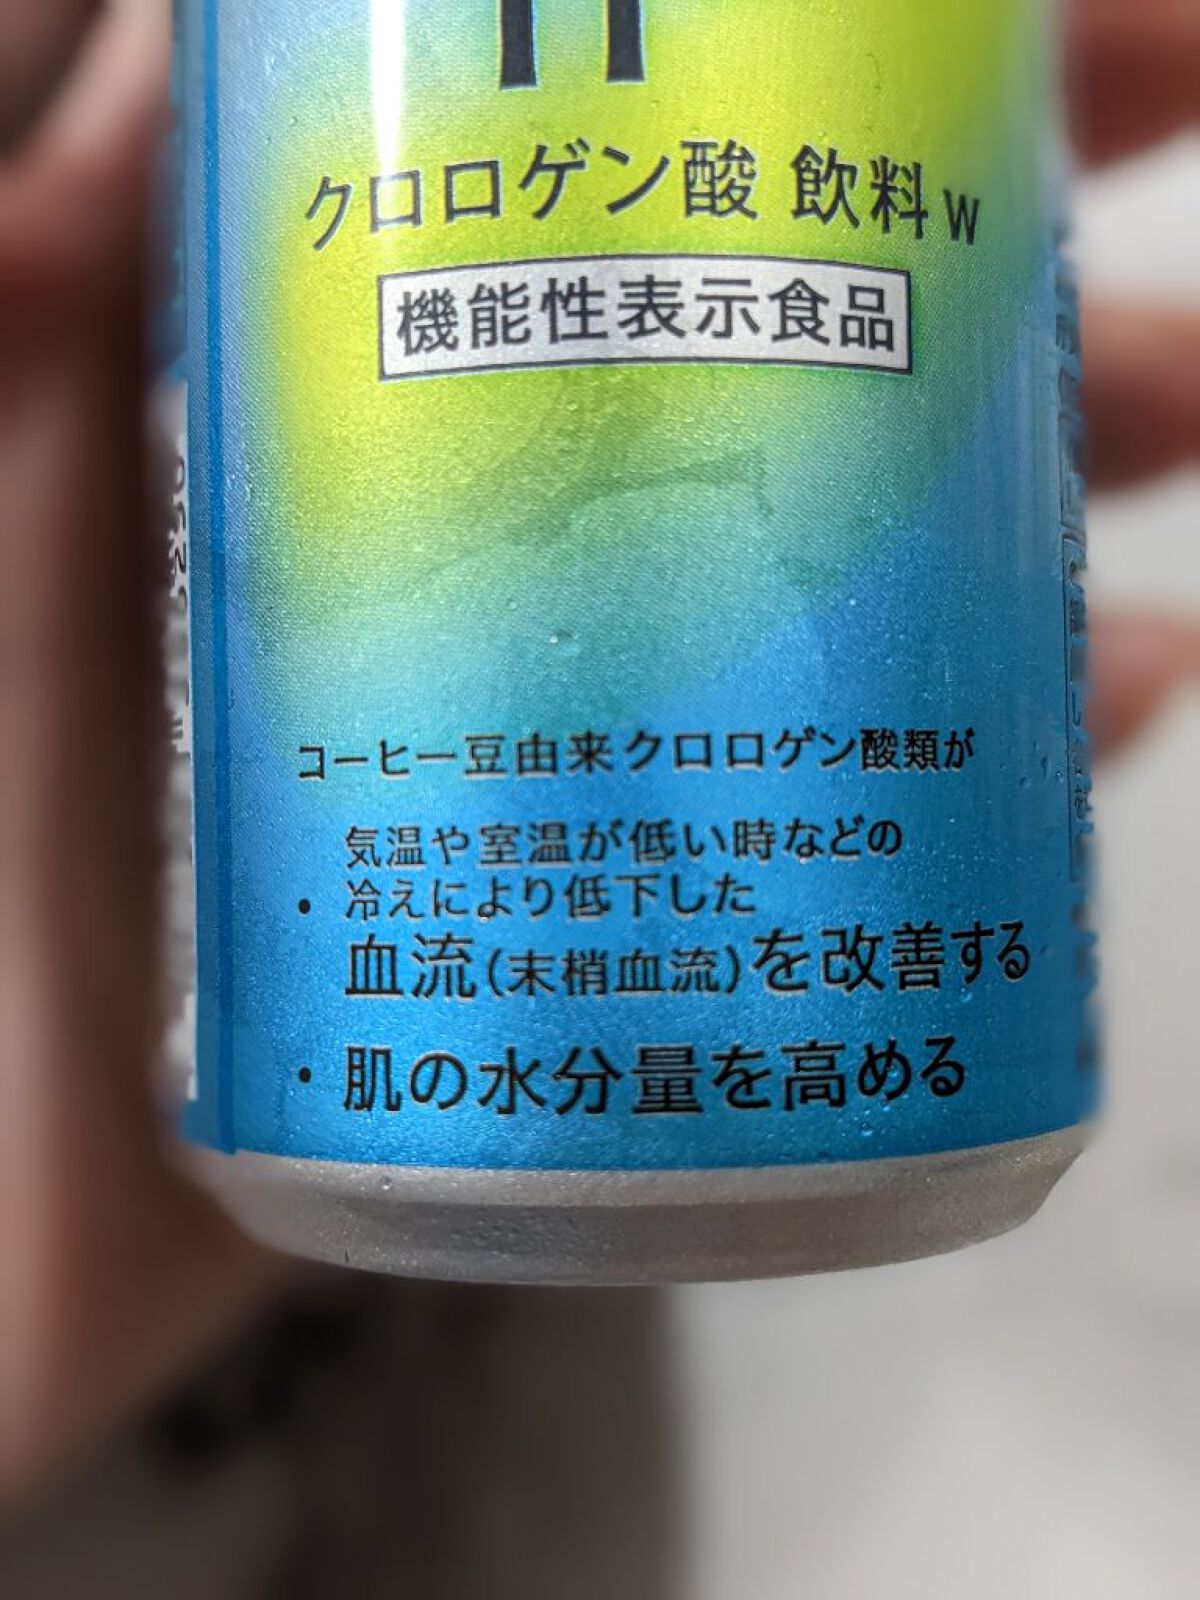 クロロゲン酸 飲料 W
機能性表示食品
コーヒー豆由来クロロゲン酸類が
気温や室温が低い時などの
・ 冷えにより低下した
血流(末梢血流)を改善する
・ 肌の水分量を高める